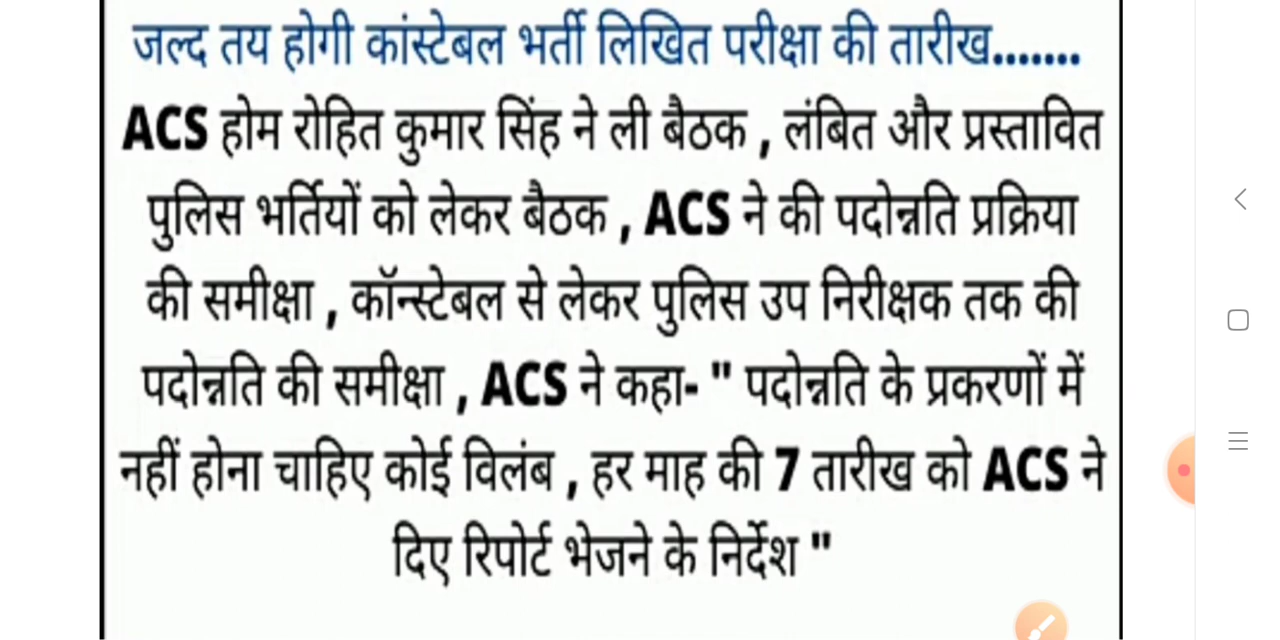 जल्द तय होगी कांस्टेबल भर्ती लिखित परीक्षा की तारीख.......
ACS होम रोहित कुमार सिंह ने ली बैठक , लंबित और प्रस्तावित
पुलिस भर्तियों को लेकर बैठक , ACS ने की पदोन्नति प्रक्रिया
की समीक्षा , कॉन्स्टेबल से लेकर पुलिस उप निरीक्षक तक की
पदोन्नति की समीक्षा , ACS ने कहा- " पदोन्नति के प्रकरणों में
नहीं होना चाहिए कोई विलंब , हर माह की 7 तारीख को ACS ने
दिए रिपोर्ट भेजने के निर्देश "